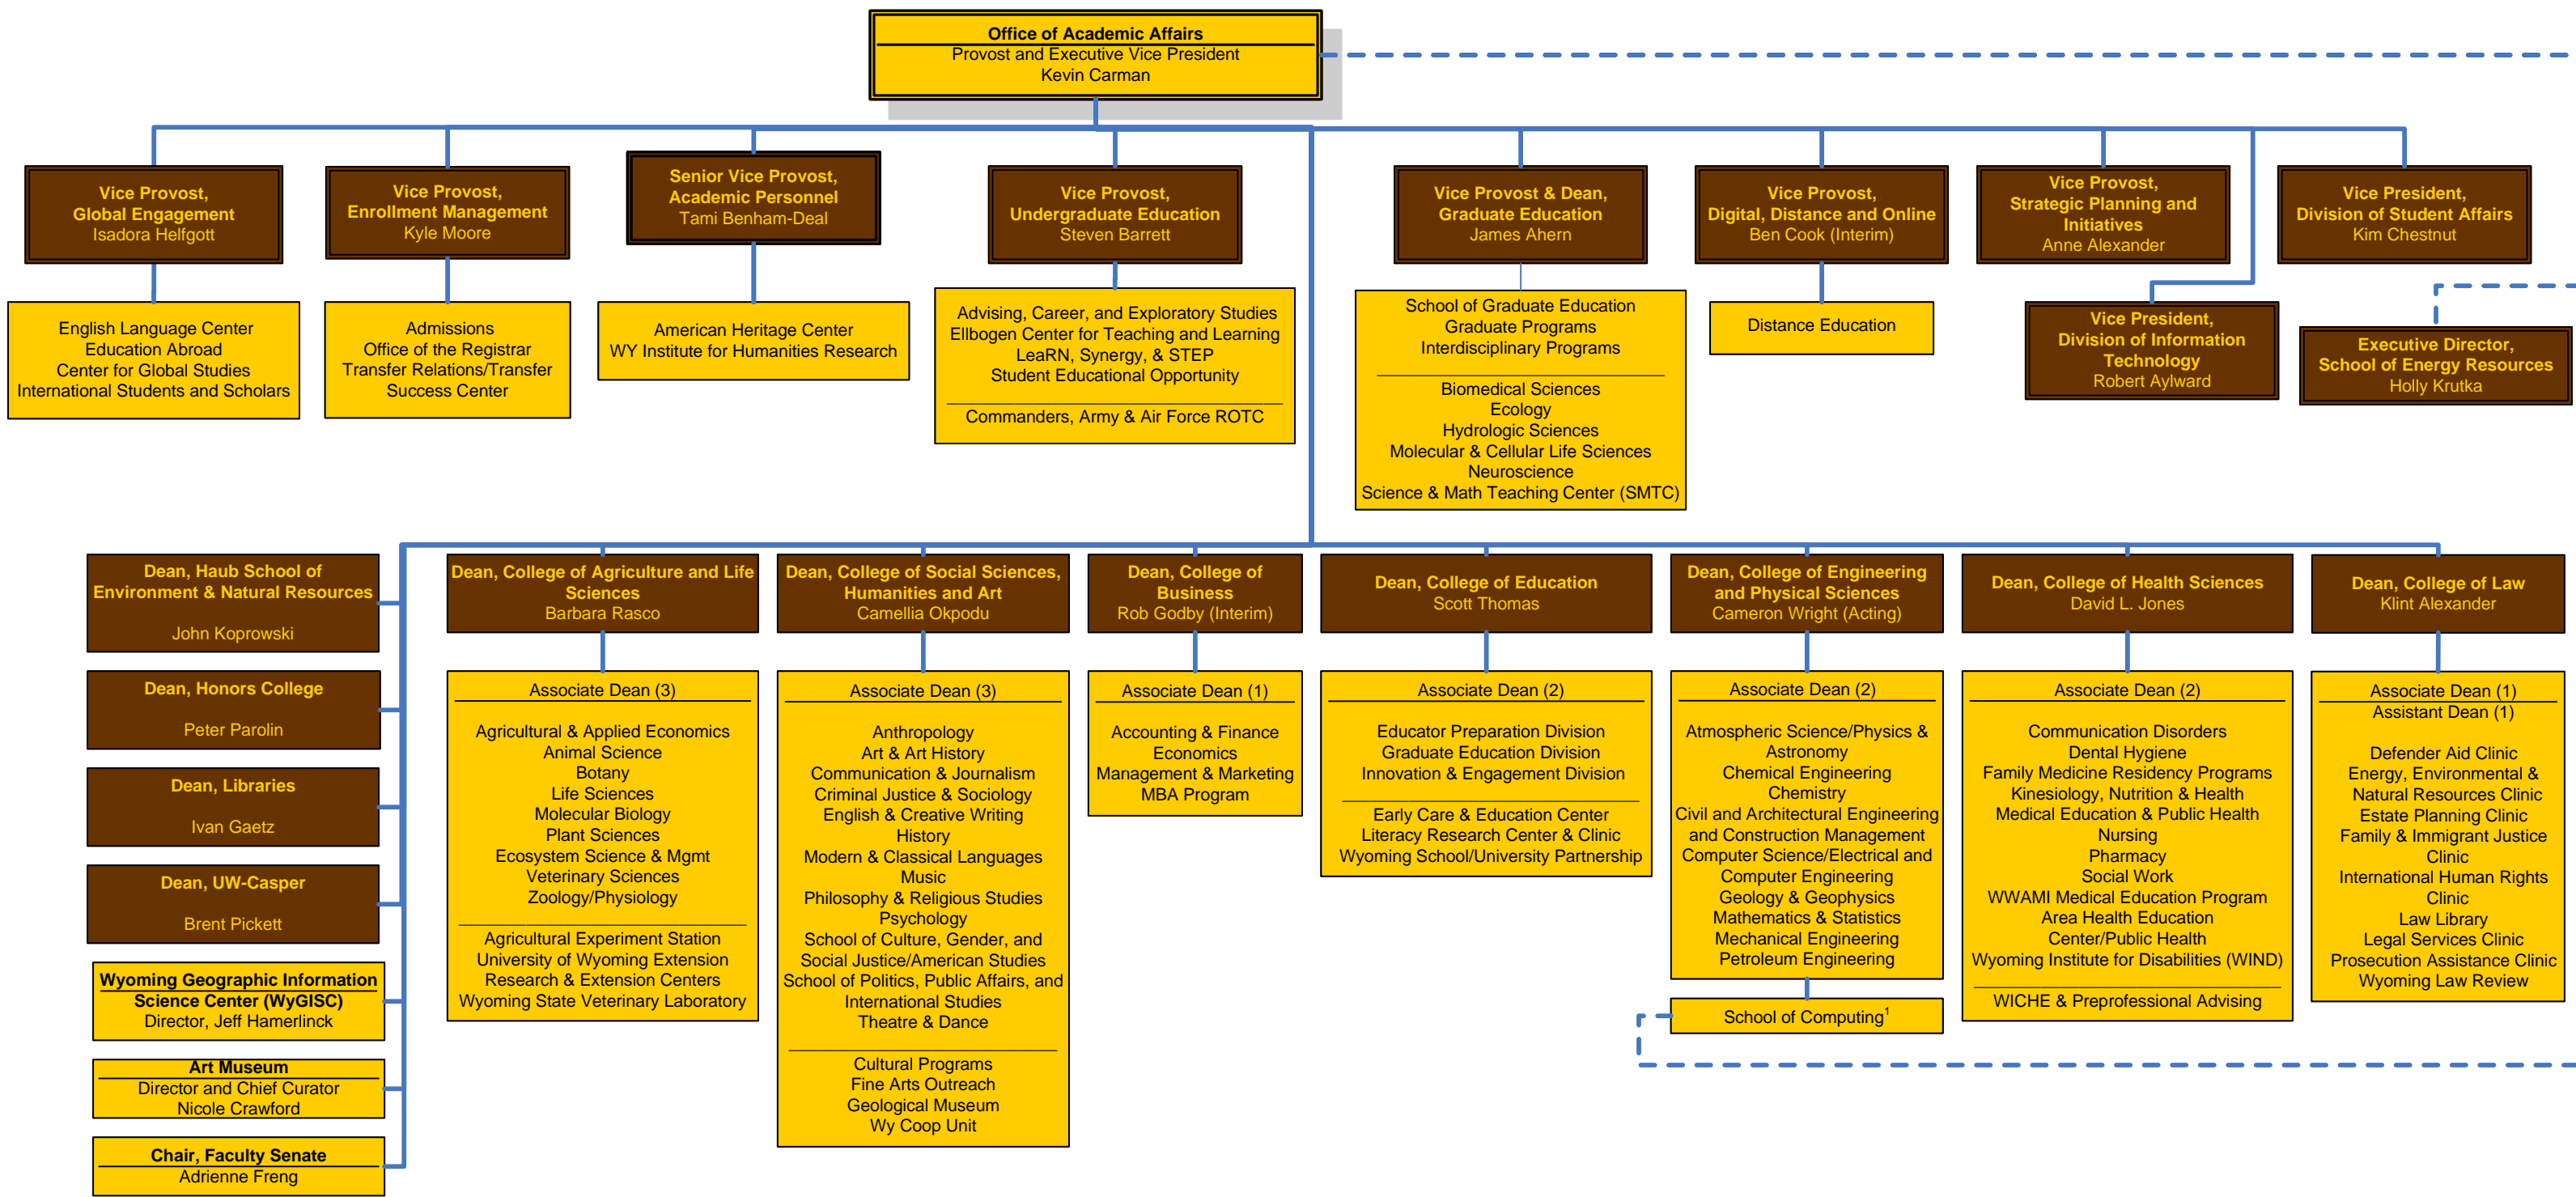 Office of Academic Affairs
Provost and Executive Vice President
Kevin Carman
Vice Provost,
Global Engagement
Isadora Helfgott
Vice Provost,
Enrollment Management
Kyle Moore
Senior Vice Provost,
Academic Personnel
Tami Benham-Deal
Vice Provost,
Undergraduate Education
Steven Barrett
Vice Provost & Dean,
Graduate Education
James Ahern
Vice Provost,
Digital, Distance and Online
Ben Cook (Interim)
Vice Provost,
Strategic Planning and
Initiatives
Anne Alexander
Vice President,
Division of Student Affairs
Kim Chestnut
English Language Center
Education Abroad
Center for Global Studies
International Students and Scholars
Admissions
Office of the Registrar
Transfer Relations/Transfer
Success Center
American Heritage Center
WY Institute for Humanities Research
Advising, Career, and Exploratory Studies
Ellbogen Center for Teaching and Learning
LeaRN, Synergy, & STEP
Student Educational Opportunity
Commanders, Army & Air Force ROTC
School of Graduate Education
Graduate Programs
Interdisciplinary Programs
Biomedical Sciences
Ecology
Hydrologic Sciences
Molecular & Cellular Life Sciences
Neuroscience
Science & Math Teaching Center (SMTC)
Distance Education
Vice President,
Division of Information
Technology
Robert Aylward
Executive Director,
School of Energy Resources
Holly Krutka
Dean, Haub School of
Environment & Natural Resources
John Koprowski
Dean, Honors College
Peter Parolin
Dean, Libraries
Ivan Gaetz
Dean, UW-Casper
Brent Pickett
Wyoming Geographic Information
Science Center (WyGISC)
Director, Jeff Hamerlinck
Art Museum
Director and Chief Curator
Nicole Crawford
Chair, Faculty Senate
Adrienne Freng
Dean, College of Agriculture and Life
Sciences
Barbara Rasco
Associate Dean (3)
Agricultural & Applied Economics
Animal Science
Botany
Life Sciences
Molecular Biology
Plant Sciences
Ecosystem Science & Mgmt
Veterinary Sciences
Zoology/Physiology
Agricultural Experiment Station
University of Wyoming Extension
Research & Extension Centers
Wyoming State Veterinary Laboratory
Dean, College of Social Sciences,
Humanities and Art
Camellia Okpodu
Associate Dean (3)
Anthropology
Art & Art History
Communication & Journalism
Criminal Justice & Sociology
English & Creative Writing
History
Modern & Classical Languages
Music
Philosophy & Religious Studies
Psychology
School of Culture, Gender, and
Social Justice/American Studies
School of Politics, Public Affairs, and
International Studies
Theatre & Dance
Cultural Programs
Fine Arts Outreach
Geological Museum
Wy Coop Unit
Dean, College of
Business
Rob Godby (Interim)
Associate Dean (1)
Accounting & Finance
Economics
Management & Marketing
MBA Program
Dean, College of Education
Scott Thomas
Associate Dean (2)
Educator Preparation Division
Graduate Education Division
Innovation & Engagement Division
Early Care & Education Center
Literacy Research Center & Clinic
Wyoming School/University Partnership
Dean, College of Engineering
and Physical Sciences
Cameron Wright (Acting)
Associate Dean (2)
Atmospheric Science/Physics &
Astronomy
Chemical Engineering
Chemistry
Civil and Architectural Engineering
and Construction Management
Computer Science/Electrical and
Computer Engineering
Geology & Geophysics
Mathematics & Statistics
Mechanical Engineering
Petroleum Engineering
School of Computing1
Dean, College of Health Sciences
David L. Jones
Associate Dean (2)
Communication Disorders
Dental Hygiene
Family Medicine Residency Programs
Kinesiology, Nutrition & Health
Medical Education & Public Health
Nursing
Pharmacy
Social Work
WWAMI Medical Education Program
Area Health Education
Center/Public Health
Wyoming Institute for Disabilities (WIND)
WICHE & Preprofessional Advising
Dean, College of Law
Klint Alexander
Associate Dean (1)
Assistant Dean (1)
Defender Aid Clinic
Energy, Environmental &
Natural Resources Clinic
Estate Planning Clinic
Family & Immigrant Justice
Clinic
International Human Rights
Clinic
Law Library
Legal Services Clinic
Prosecution Assistance Clinic
Wyoming Law Review